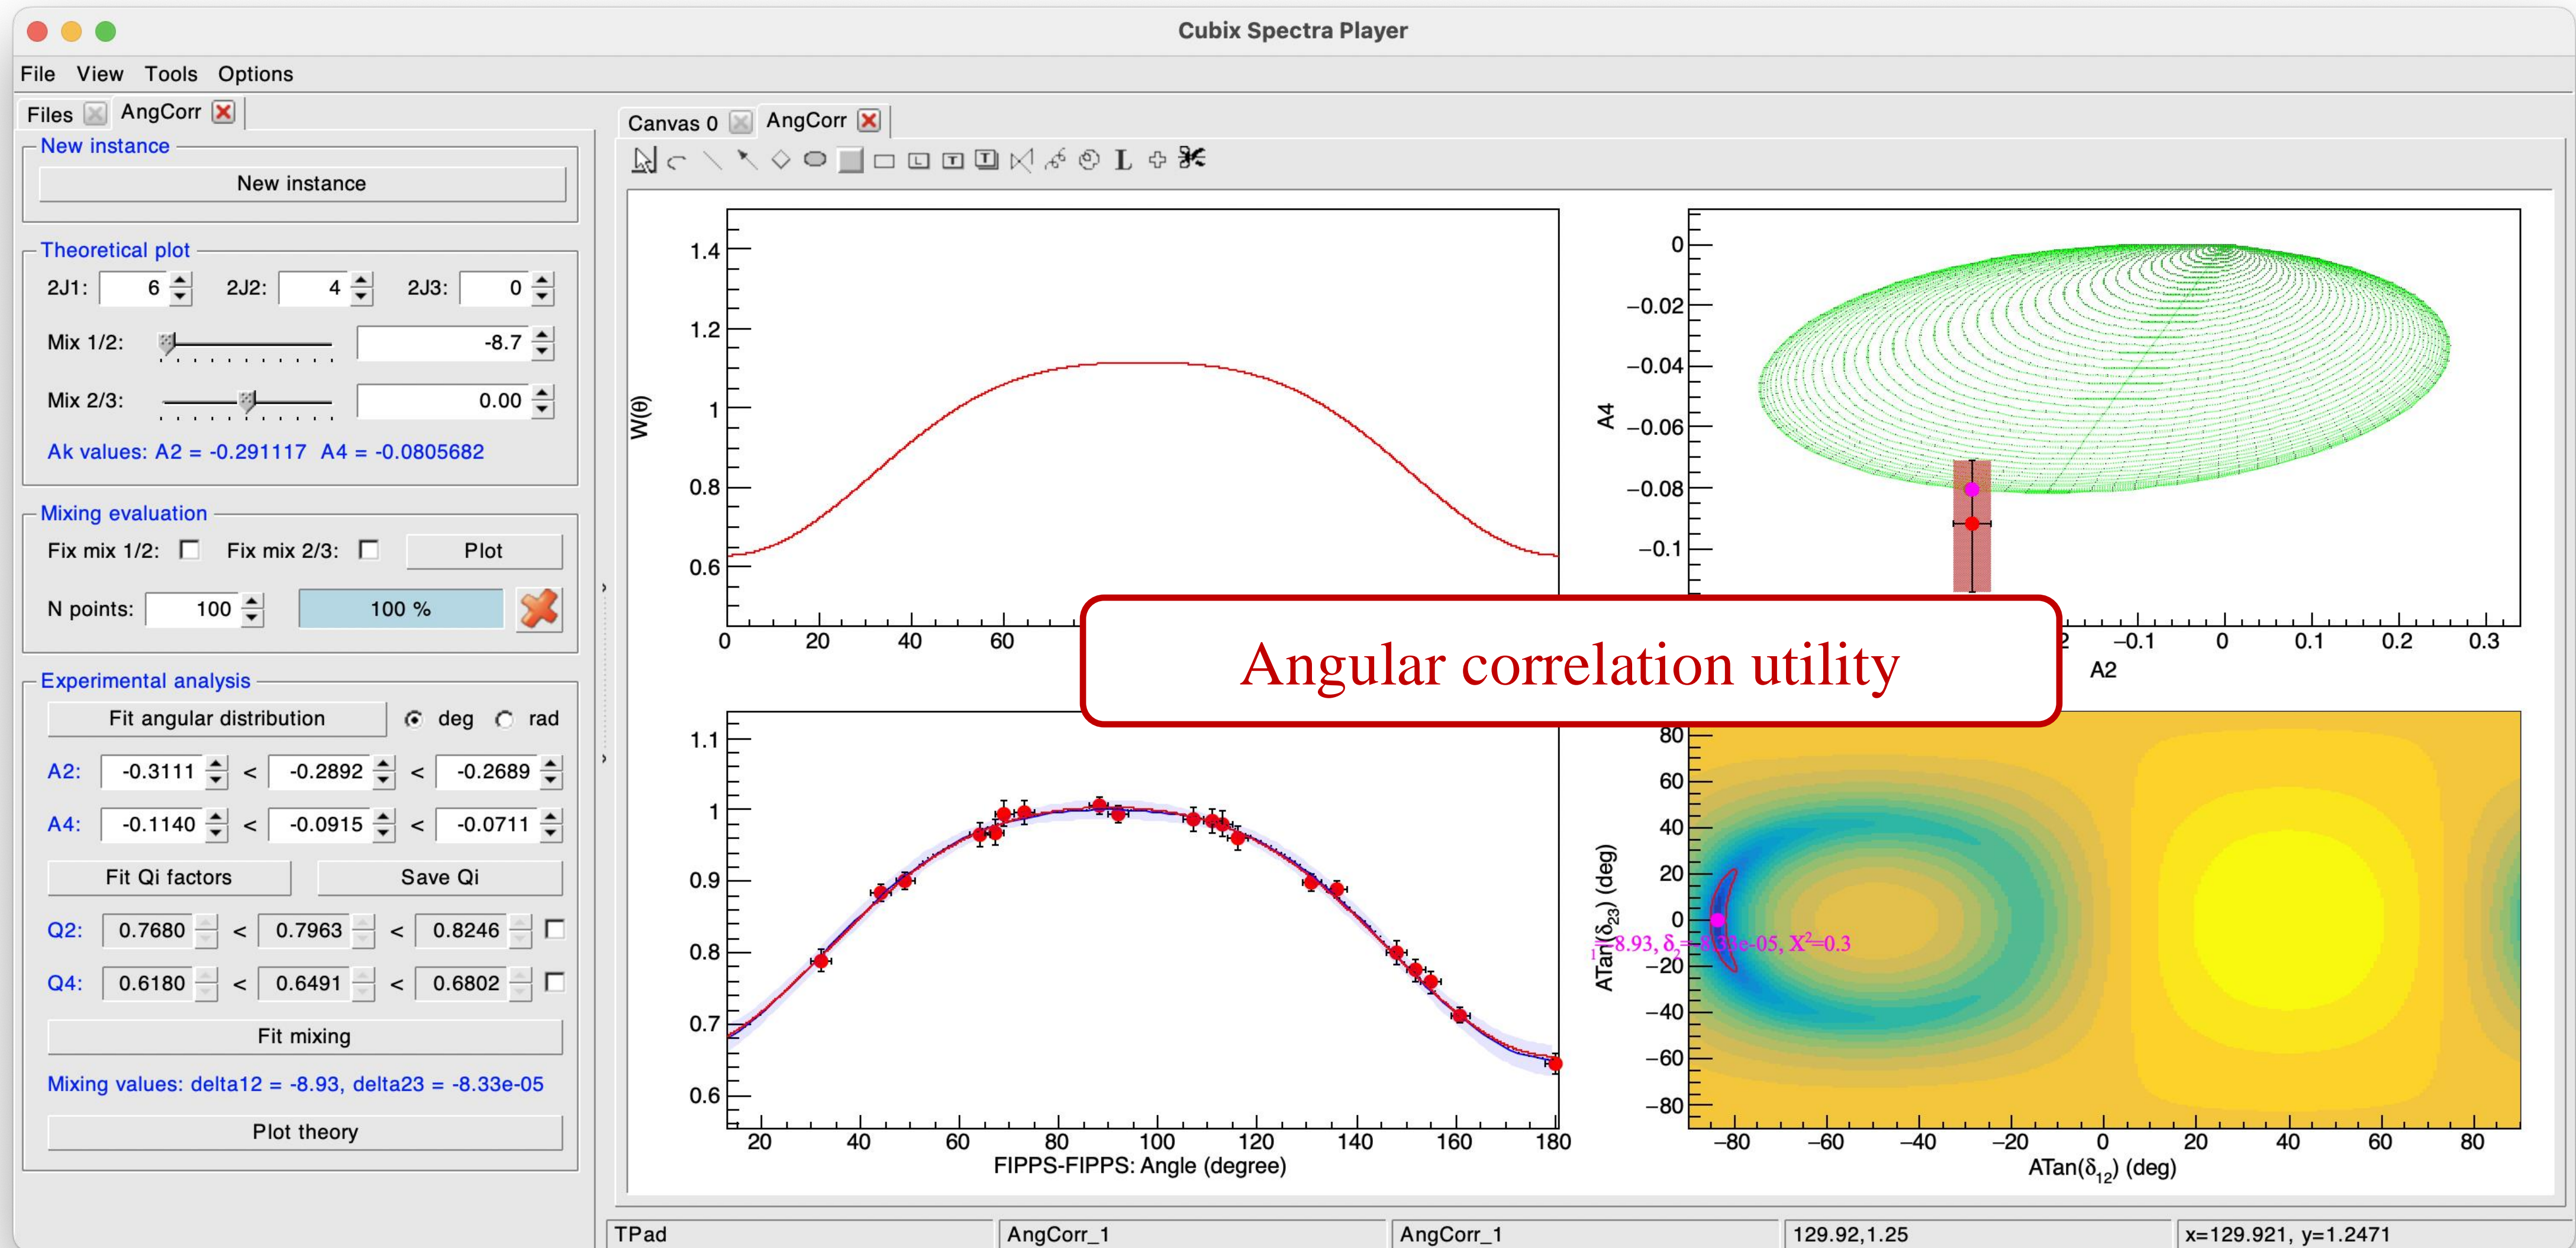 Cubix Spectra Player
File View Tools Options
Files AngCorr
New instance
New instance
Theoretical plot
2J1: 6 2J2: 4 2J3: 0
Mix 1/2: -8.7
Mix 2/3: 0.00
Ak values: A2 = -0.291117 A4 = -0.0805682
Mixing evaluation
Fix mix 1/2: Fix mix 2/3: Plot
N points: 100 100 %
Experimental analysis
Fit angular distribution deg rad
A2: -0.3111 < -0.2892 < -0.2689
A4: -0.1140 < -0.0915 < -0.0711
Fit Qi factors Save Qi
Q2: 0.7680 < 0.7963 < 0.8246
Q4: 0.6180 < 0.6491 < 0.6802
Fit mixing
Mixing values: delta12 = -8.93, delta23 = -8.33e-05
Plot theory
Canvas 0 AngCorr
L T T L
W(θ)
1.4
1.2
1
0.8
0.6
0 20 40 60
A4
0
−0.02
−0.04
−0.06
−0.08
−0.1
−0.1 0 0.1 0.2 0.3
A2
Angular correlation utility
1.1
1
0.9
0.8
0.7
0.6
20 40 60 80 100 120 140 160 180
FIPPS-FIPPS: Angle (degree)
ATan(δ23) (deg)
80
60
40
20
0
−20
−40
−60
−80
=-8.93, δ2=-8.33e-05, X²=0.3
−80 −60 −40 −20 0 20 40 60 80
ATan(δ12) (deg)
TPad AngCorr_1 AngCorr_1 129.92,1.25 x=129.921, y=1.2471